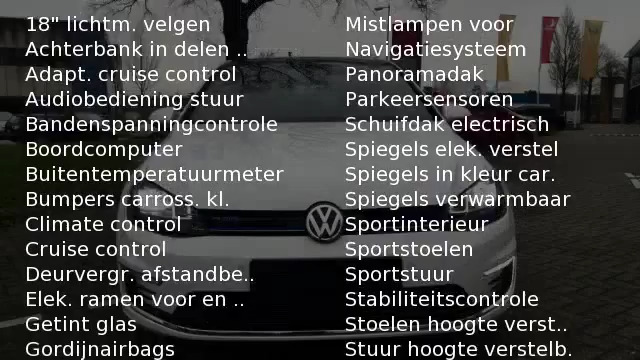 18" lichtm. velgen
Achterbank in delen ..
Adapt. cruise control
Audiobediening stuur
Bandenspanningcontrole
Boordcomputer
Buitentemperatuurmeter
Bumpers carross. kl.
Climate control
Cruise control
Deurvergr. afstandbe..
Elek. ramen voor en ..
Getint glas
Gordijnairbags
Mistlampen voor
Navigatiesysteem
Panoramadak
Parkeersensoren
Schuifdak electrisch
Spiegels elek. verstel
Spiegels in kleur car.
Spiegels verwarmbaar
Sportinterieur
Sportstoelen
Sportstuur
Stabiliteitscontrole
Stoelen hoogte verst..
Stuur hoogte verstelb.